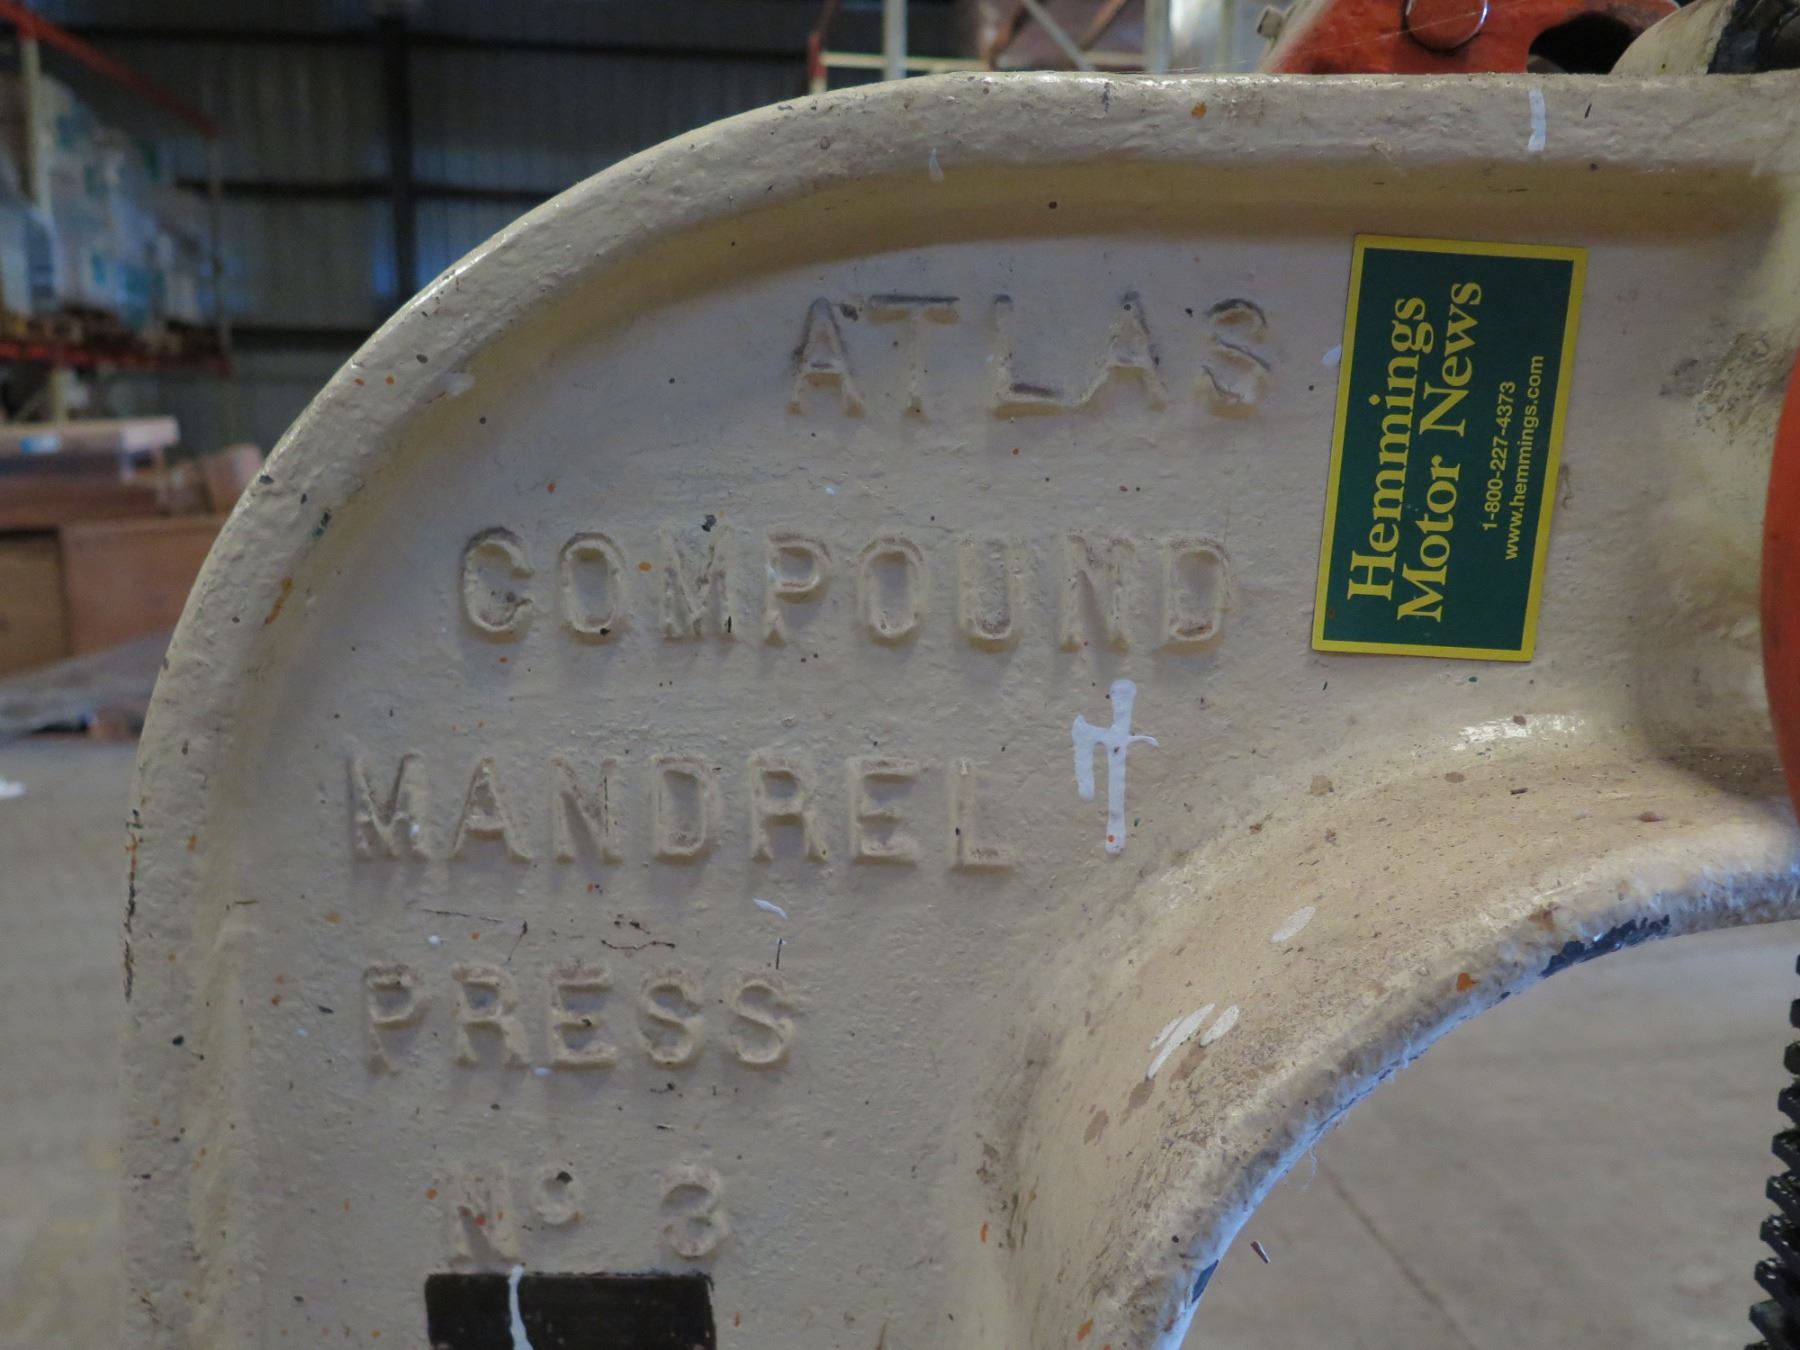 ATLAS
COMPOUND
MANDREL
PRESS
Nº 3
Hemmings
Motor News
1-800-227-4373
www.hemmings.com